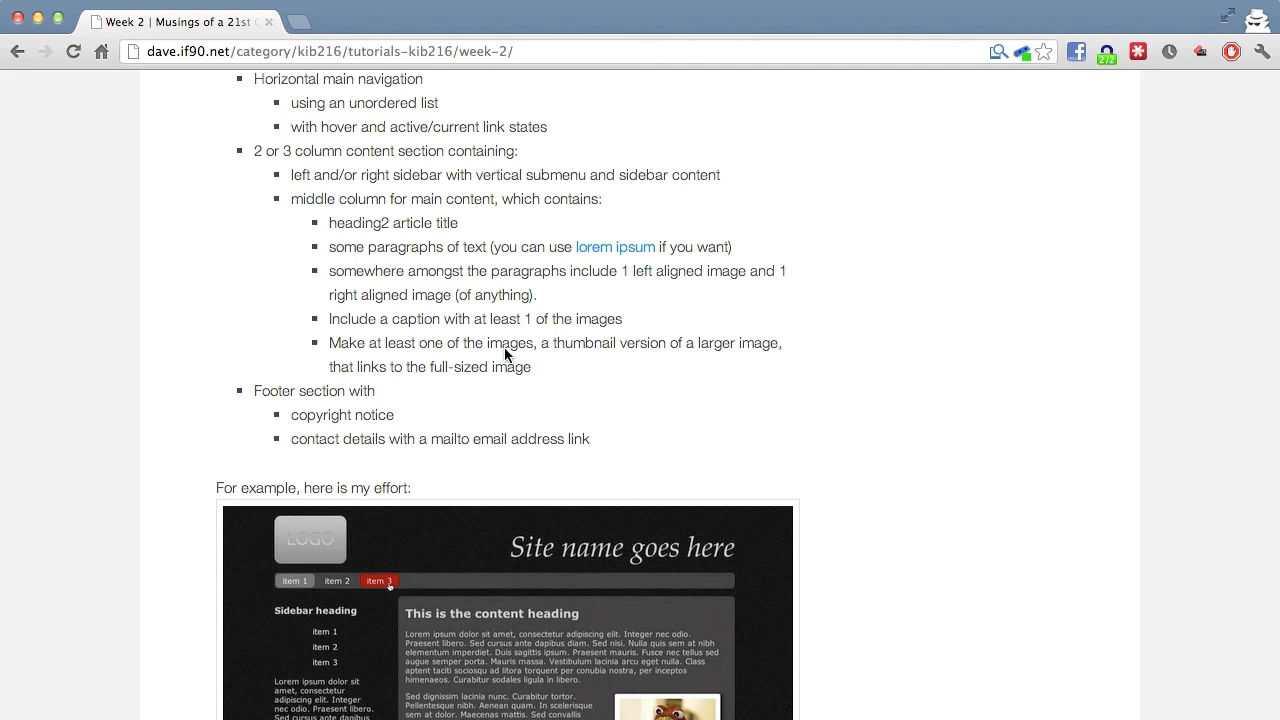 Week 2 | Musings of a 21st
dave.if90.net/category/kib216/tutorials-kib216/week-2/
2/2
Horizontal main navigation
using an unordered list
with hover and active/current link states
2 or 3 column content section containing:
left and/or right sidebar with vertical submenu and sidebar content
middle column for main content, which contains:
heading2 article title
some paragraphs of text (you can use lorem ipsum if you want)
somewhere amongst the paragraphs include 1 left aligned image and 1
right aligned image (of anything).
Include a caption with at least 1 of the images
Make at least one of the images, a thumbnail version of a larger image,
that links to the full-sized image
Footer section with
copyright notice
contact details with a mailto email address link
For example, here is my effort:
LOGO
Site name goes here
item 1 item 2 item 3
Sidebar heading
item 1
item 2
item 3
Lorem ipsum dolor sit
amet, consectetur
adipiscing elit. Integer
nec odio. Praesent
libero. Sed cursus
ante dapibus
This is the content heading
Lorem ipsum dolor sit amet, consectetur adipiscing elit. Integer nec odio.
Praesent libero. Sed cursus ante dapibus diam. Sed nisi. Nulla quis sem at nibh
elementum imperdiet. Duis sagittis ipsum. Praesent mauris. Fusce nec tellus sed
augue semper porta. Mauris massa. Vestibulum lacinia arcu eget nulla. Class
aptent taciti sociosqu ad litora torquent per conubia nostra, per inceptos
himenaeos. Curabitur sodales ligula in libero.
Sed dignissim lacinia nunc. Curabitur tortor.
Pellentesque nibh. Aenean quam. In scelerisque
sem at dolor. Maecenas mattis. Sed convallis